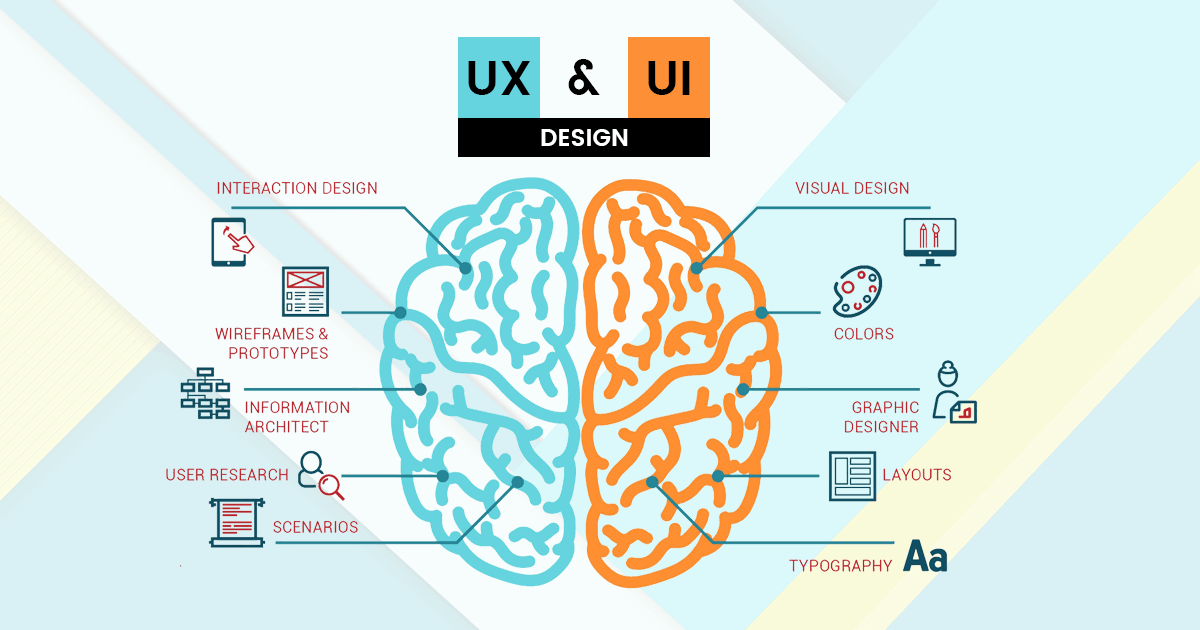 UX & UI
DESIGN
INTERACTION DESIGN
WIREFRAMES &
PROTOTYPES
INFORMATION
ARCHITECT
USER RESEARCH
SCENARIOS
VISUAL DESIGN
COLORS
GRAPHIC
DESIGNER
LAYOUTS
TYPOGRAPHY Aa